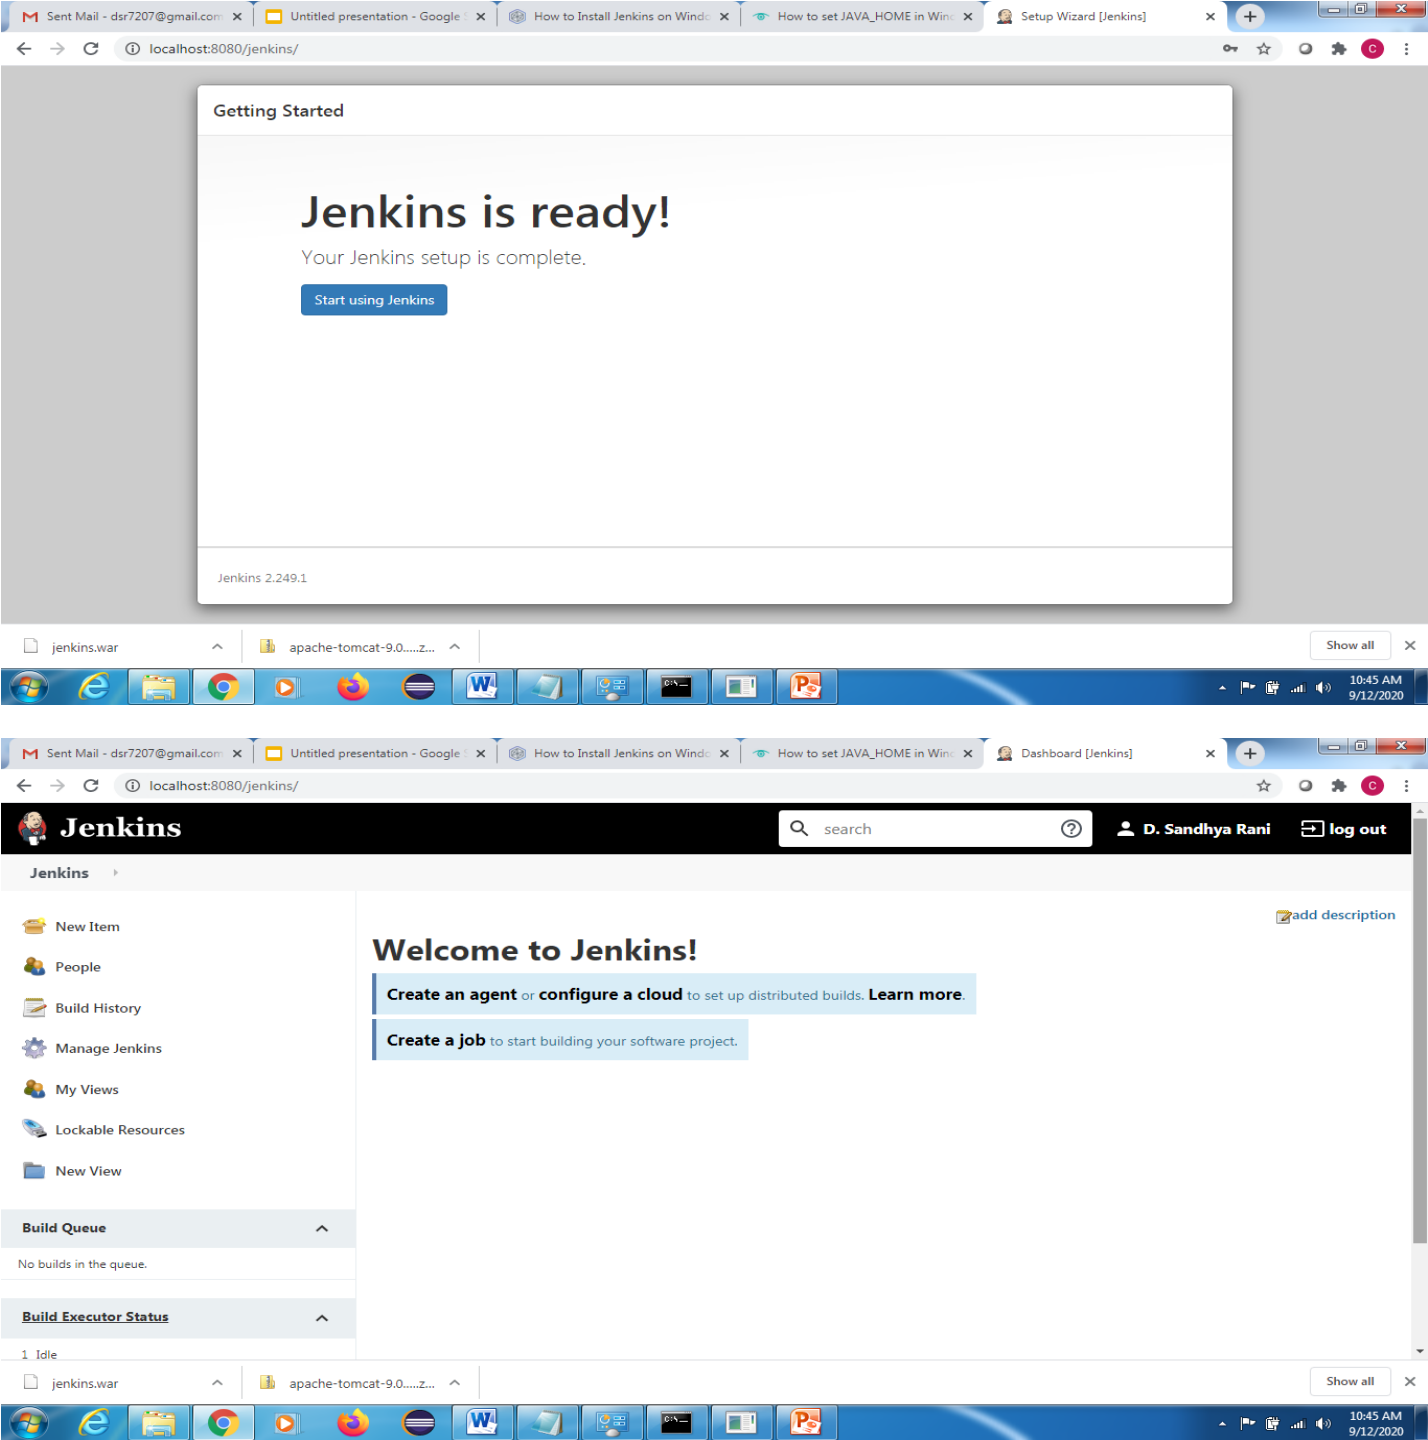 Sent Mail - dsr7207@gmail.com
Untitled presentation - Google S
How to Install Jenkins on Windo
How to set JAVA_HOME in Wind
Setup Wizard [Jenkins]
localhost:8080/jenkins/
C
Getting Started
Jenkins is ready!
Your Jenkins setup is complete.
Start using Jenkins
Jenkins 2.249.1
jenkins.war
apache-tomcat-9.0.....z...
Show all
10:45 AM
9/12/2020
Sent Mail - dsr7207@gmail.com
Untitled presentation - Google S
How to Install Jenkins on Windo
How to set JAVA_HOME in Wind
Dashboard [Jenkins]
localhost:8080/jenkins/
C
Jenkins
search
D. Sandhya Rani
log out
Jenkins
add description
New Item
People
Build History
Manage Jenkins
My Views
Lockable Resources
New View
Welcome to Jenkins!
Create an agent or configure a cloud to set up distributed builds. Learn more.
Create a job to start building your software project.
Build Queue
No builds in the queue.
Build Executor Status
1 Idle
jenkins.war
apache-tomcat-9.0.....z...
Show all
10:45 AM
9/12/2020